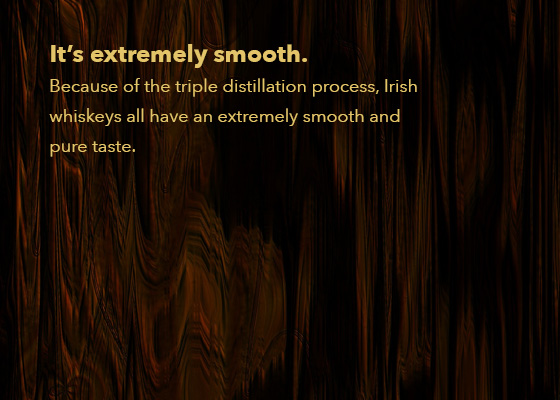 It’s extremely smooth.
Because of the triple distillation process, Irish
whiskeys all have an extremely smooth and
pure taste.